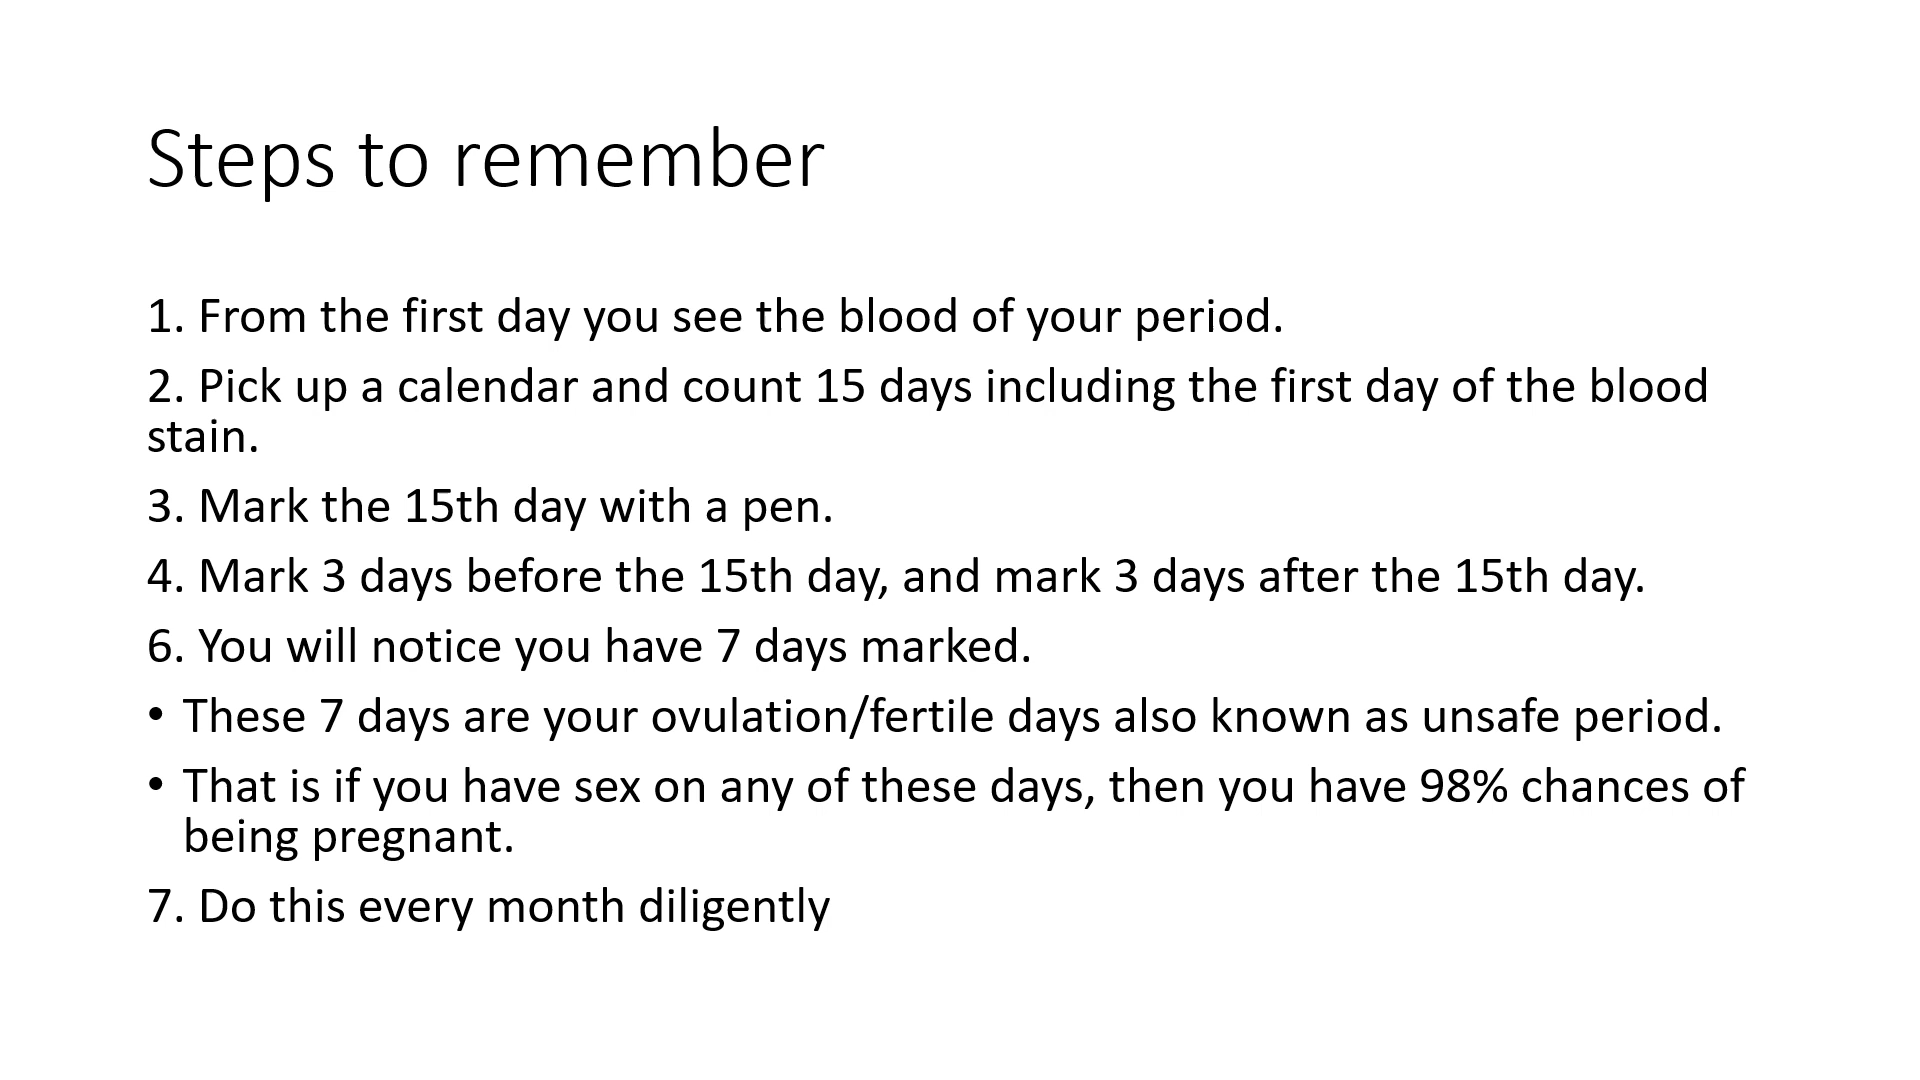 Steps to remember
1. From the first day you see the blood of your period.
2. Pick up a calendar and count 15 days including the first day of the blood
stain.
3. Mark the 15th day with a pen.
4. Mark 3 days before the 15th day, and mark 3 days after the 15th day.
6. You will notice you have 7 days marked.
• These 7 days are your ovulation/fertile days also known as unsafe period.
• That is if you have sex on any of these days, then you have 98% chances of
being pregnant.
7. Do this every month diligently